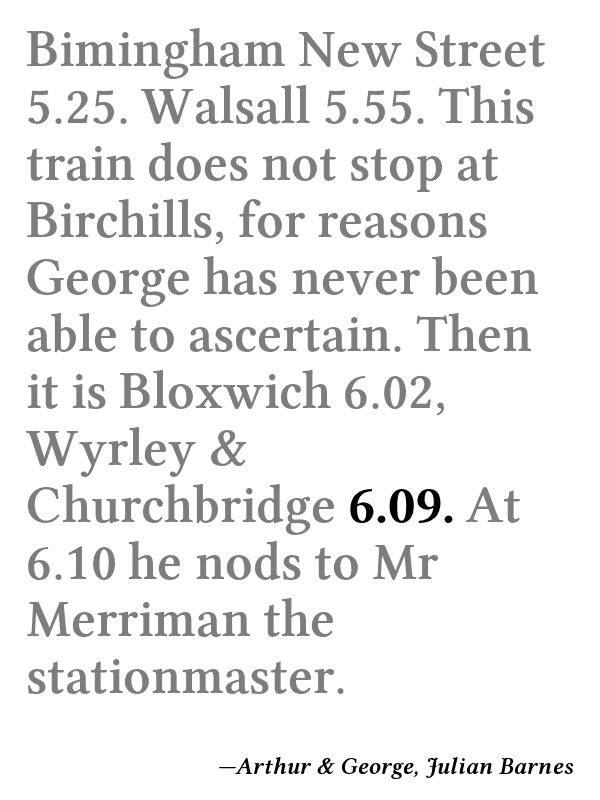 Bimingham New Street
5.25. Walsall 5.55. This
train does not stop at
Birchills, for reasons
George has never been
able to ascertain. Then
it is Bloxwich 6.02,
Wyrley &
Churchbridge 6.09. At
6.10 he nods to Mr
Merriman the
stationmaster.
—Arthur & George, Julian Barnes